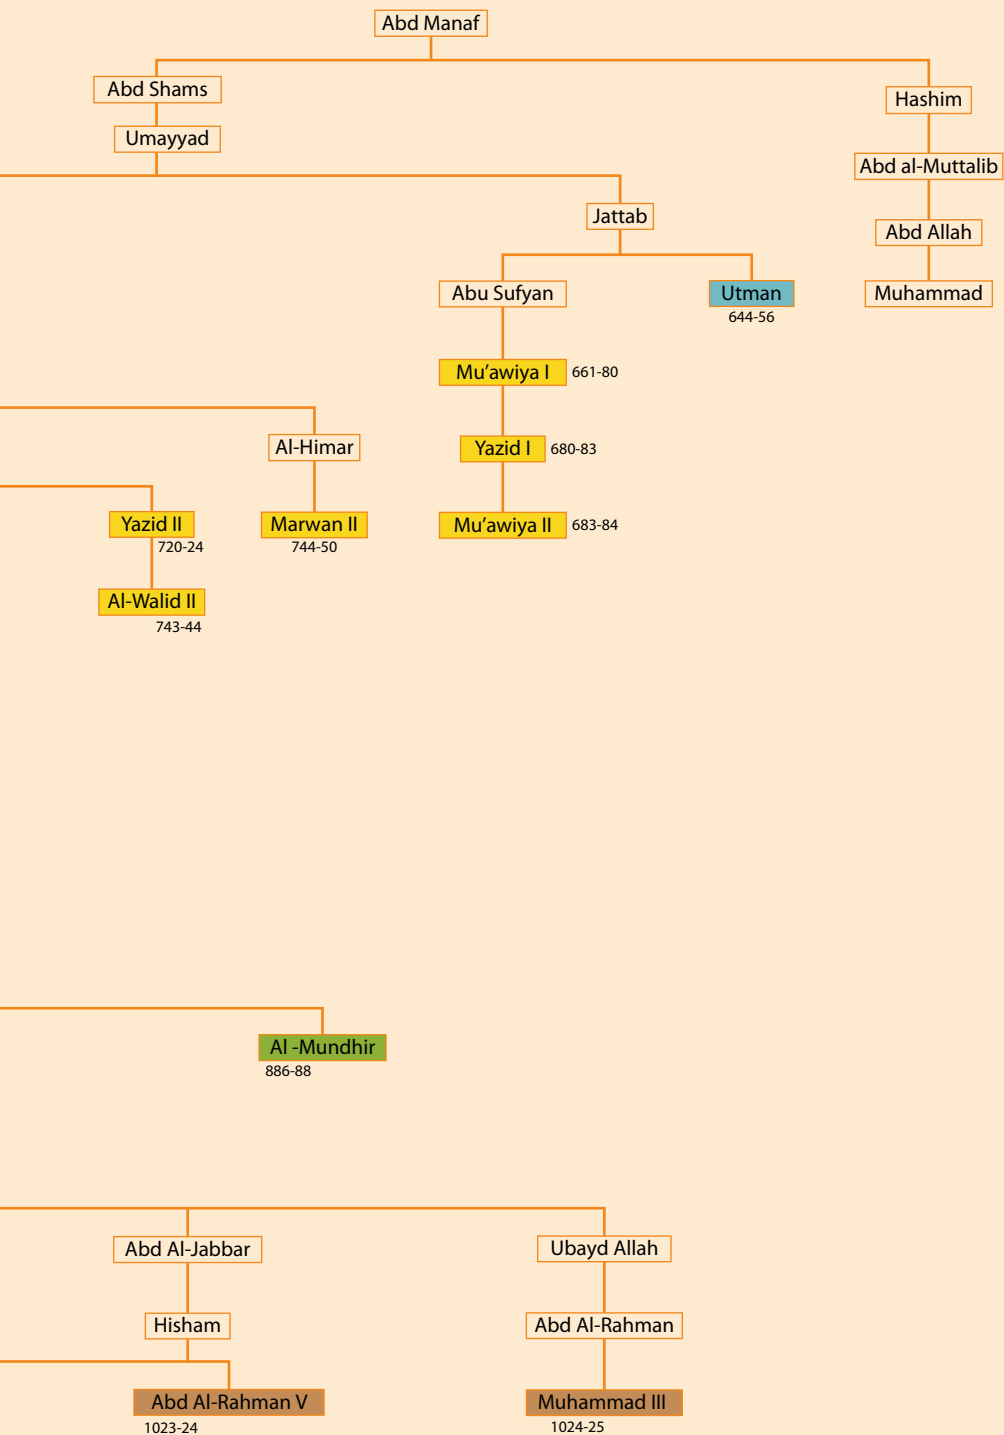 Abd Manaf
Abd Shams
Hashim
Umayyad
Abd al-Muttalib
Jattab
Abd Allah
Abu Sufyan
Utman
644-56
Muhammad
Mu’awiya I
661-80
Al-Himar
Yazid I
680-83
Yazid II
720-24
Marwan II
744-50
Mu’awiya II
683-84
Al-Walid II
743-44
Al -Mundhir
886-88
Abd Al-Jabbar
Ubayd Allah
Hisham
Abd Al-Rahman
Abd Al-Rahman V
1023-24
Muhammad III
1024-25